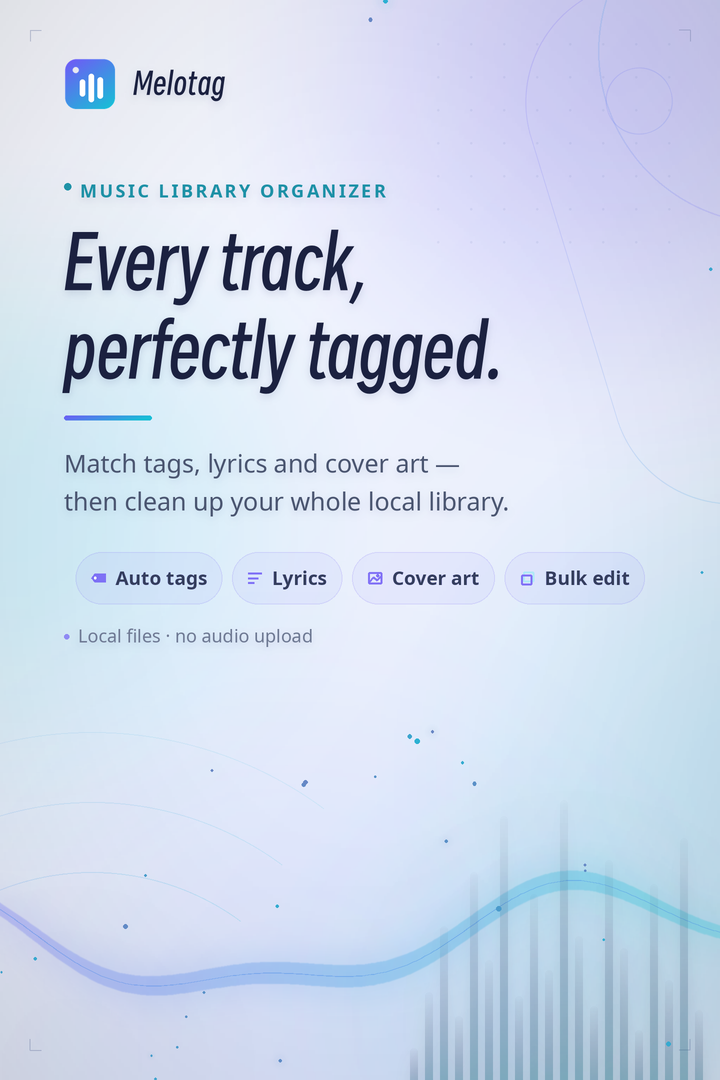 Melotag
MUSIC LIBRARY ORGANIZER
Every track,
perfectly tagged.
Match tags, lyrics and cover art —
then clean up your whole local library.
Auto tags
Lyrics
Cover art
Bulk edit
Local files · no audio upload